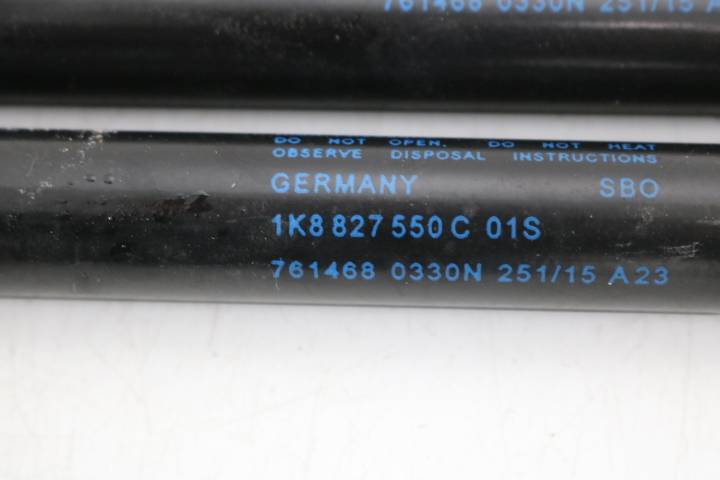 761468 0330N 251/15 A
DO NOT OPEN. DO NOT HEAT
OBSERVE DISPOSAL INSTRUCTIONS
GERMANY SBO
1K8 827 550 C 01S
761468 0330N 251/15 A23